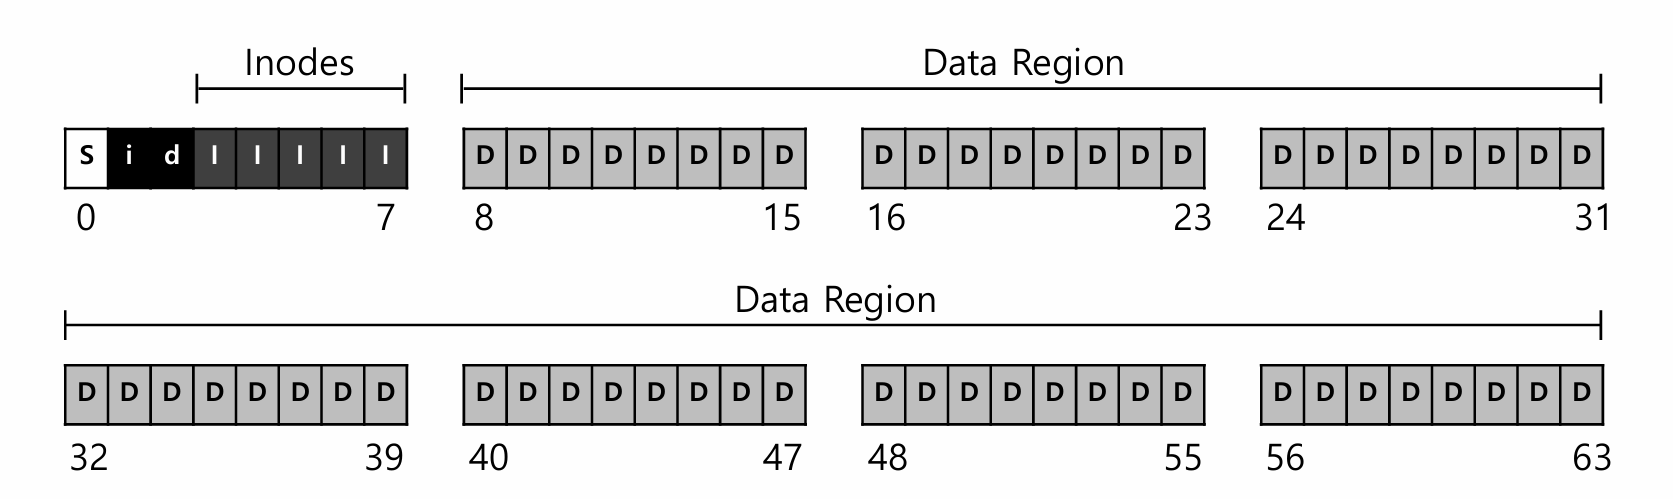 Inodes Data Region
S i d I I I I I D D D D D D D D D D D D D D D D D D D D D D D D
0 7 8 15 16 23 24 31
Data Region
D D D D D D D D D D D D D D D D D D D D D D D D D D D D D D D D
32 39 40 47 48 55 56 63